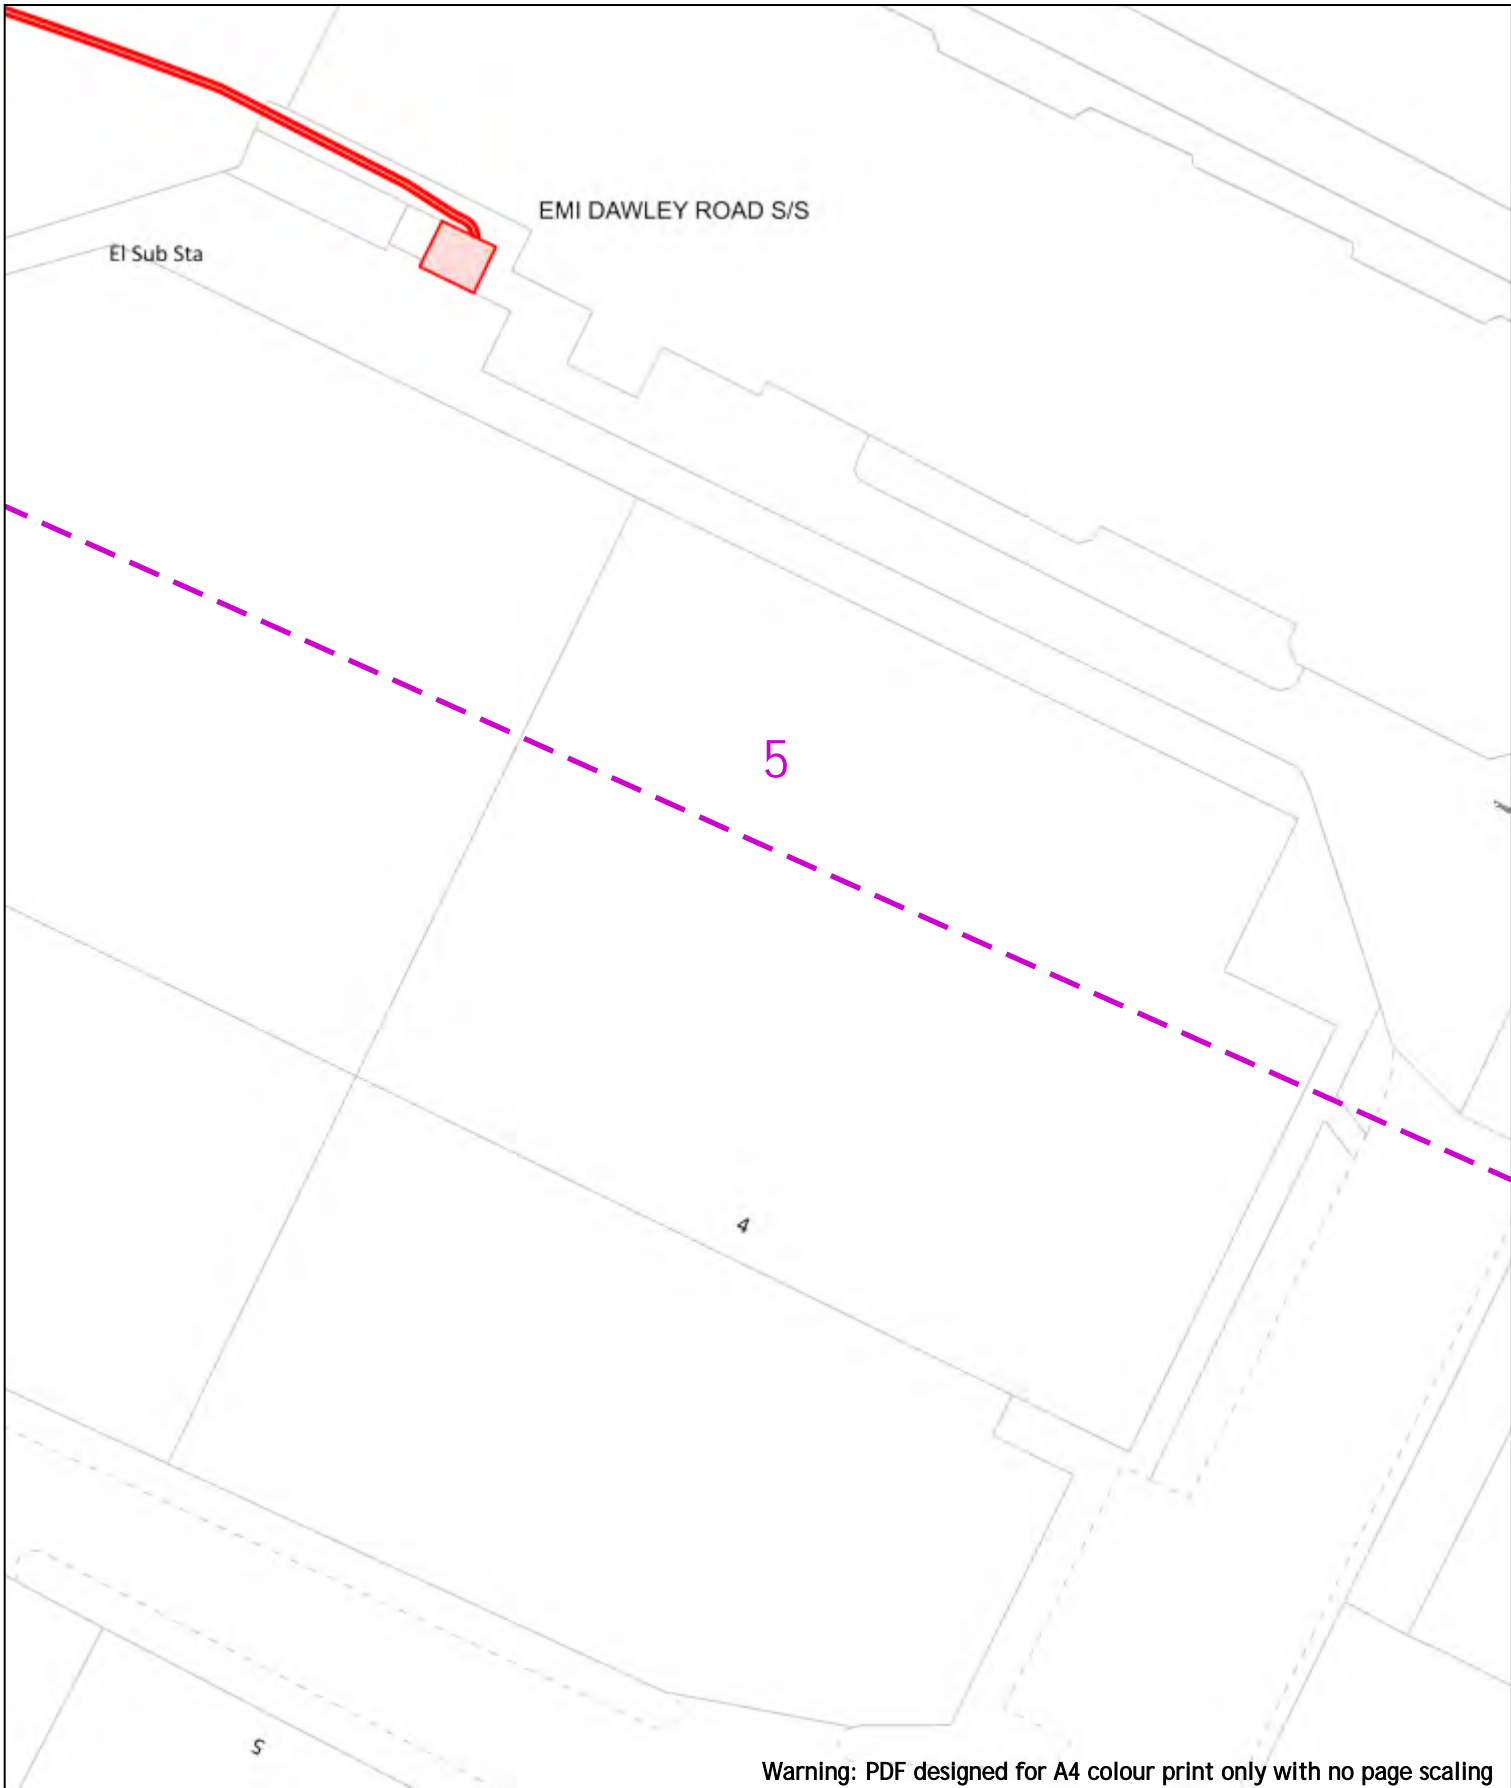 EMI DAWLEY ROAD S/S
El Sub Sta
5
4
5
Warning: PDF designed for A4 colour print only with no page scaling